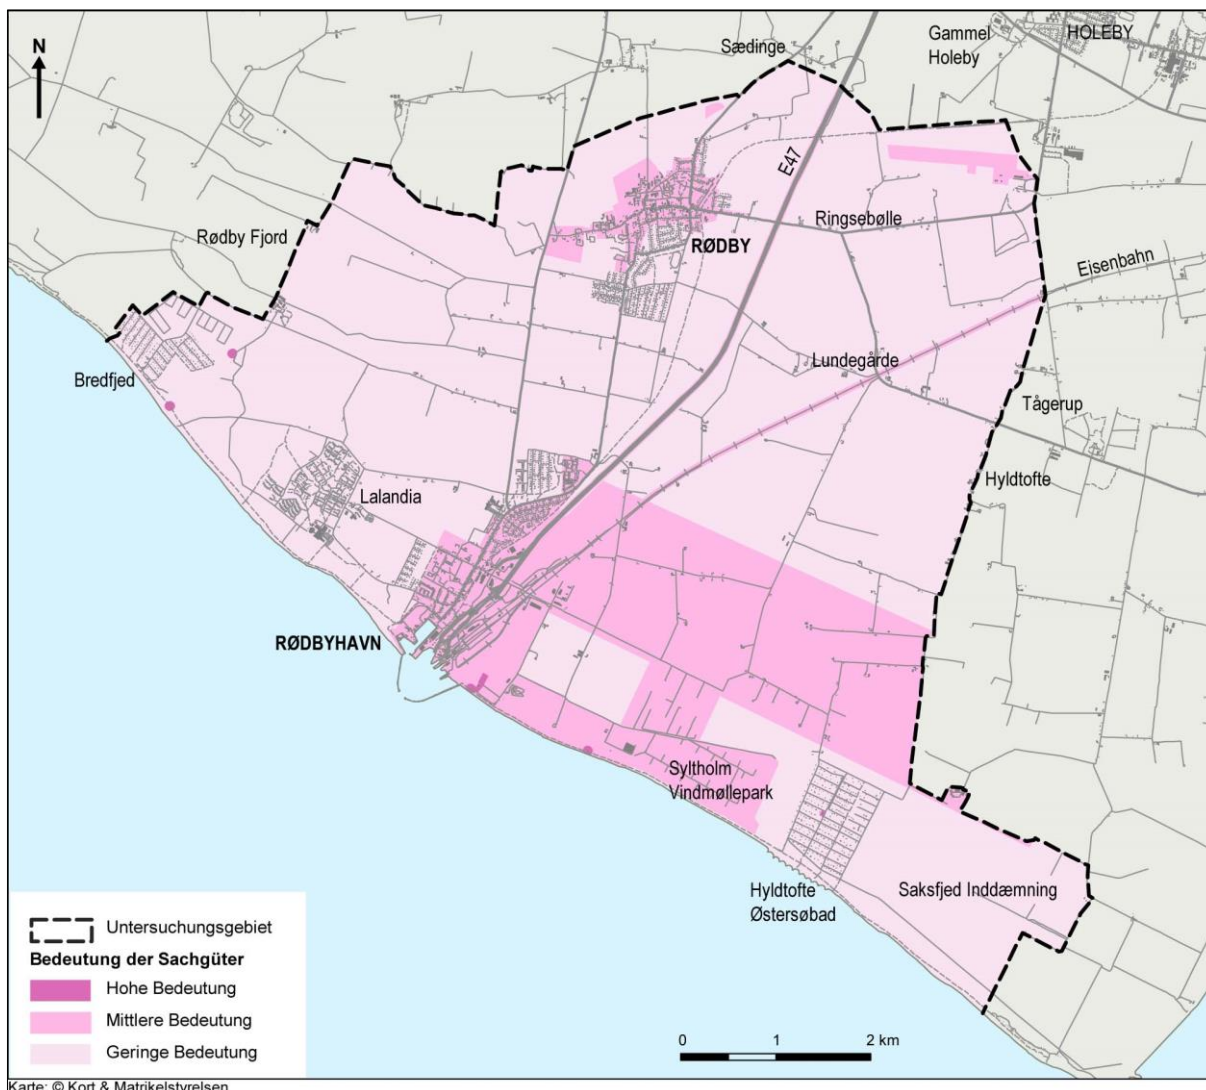 N
Sædinge
Gammel
Holeby
HOLEBY
E47
Rødby Fjord
RØDBY
Ringsebølle
Eisenbahn
Bredfjed
Lundegårde
Tågerup
Hyldtofte
Lalandia
RØDBYHAVN
Syltholm
Vindmøllepark
Hyldtofte
Østersøbad
Saksfjed Inddæmning
Untersuchungsgebiet
Bedeutung der Sachgüter
Hohe Bedeutung
Mittlere Bedeutung
Geringe Bedeutung
0 1 2 km
Karte: © Kort & Matrikelstyrelsen